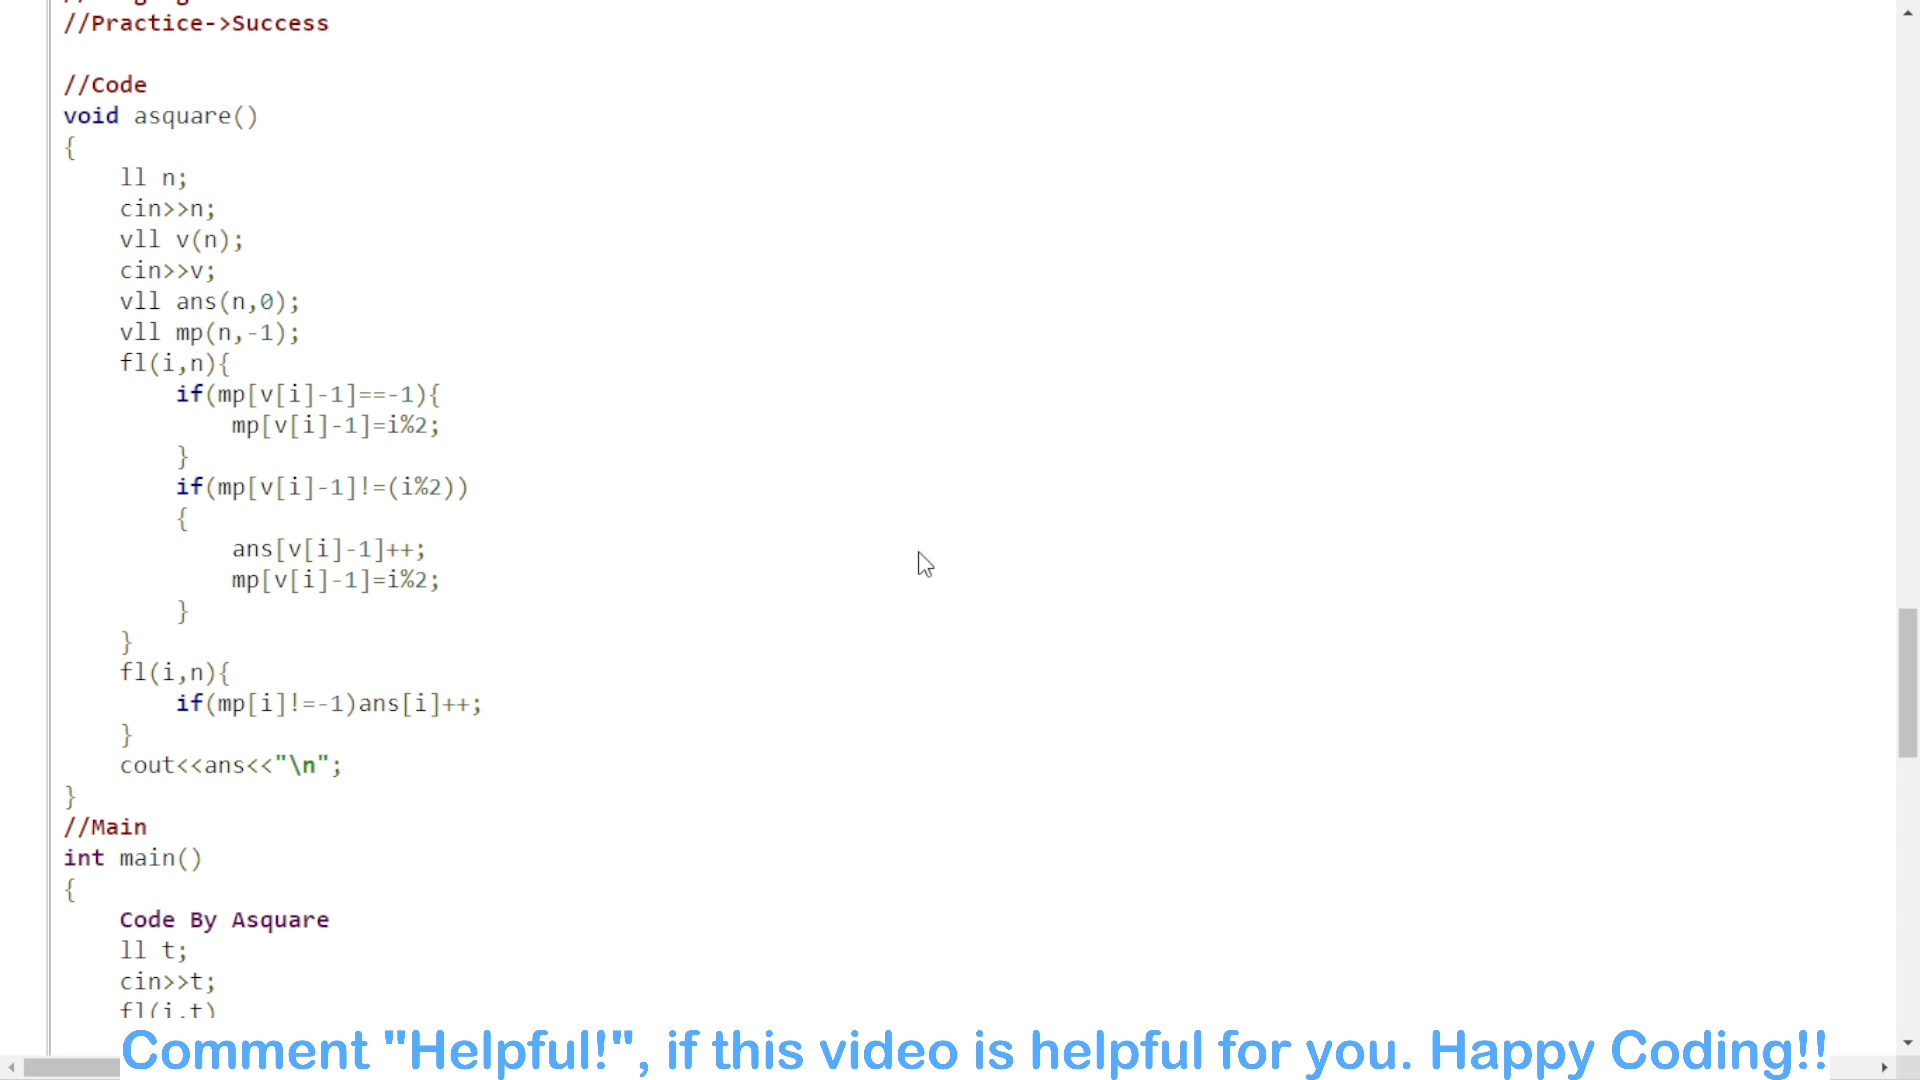 //Practice->Success
//Code
void asquare()
{
ll n;
cin>>n;
vll v(n);
cin>>v;
vll ans(n,0);
vll mp(n,-1);
fl(i,n){
if(mp[v[i]-1]==-1){
mp[v[i]-1]=i%2;
}
if(mp[v[i]-1]!=(i%2))
{
ans[v[i]-1]++;
mp[v[i]-1]=i%2;
}
}
fl(i,n){
if(mp[i]!=-1)ans[i]++;
}
cout<<ans<<"\n";
}
//Main
int main()
{
Code By Asquare
ll t;
cin>>t;
fl(i,t)
Comment "Helpful!", if this video is helpful for you. Happy Coding!!